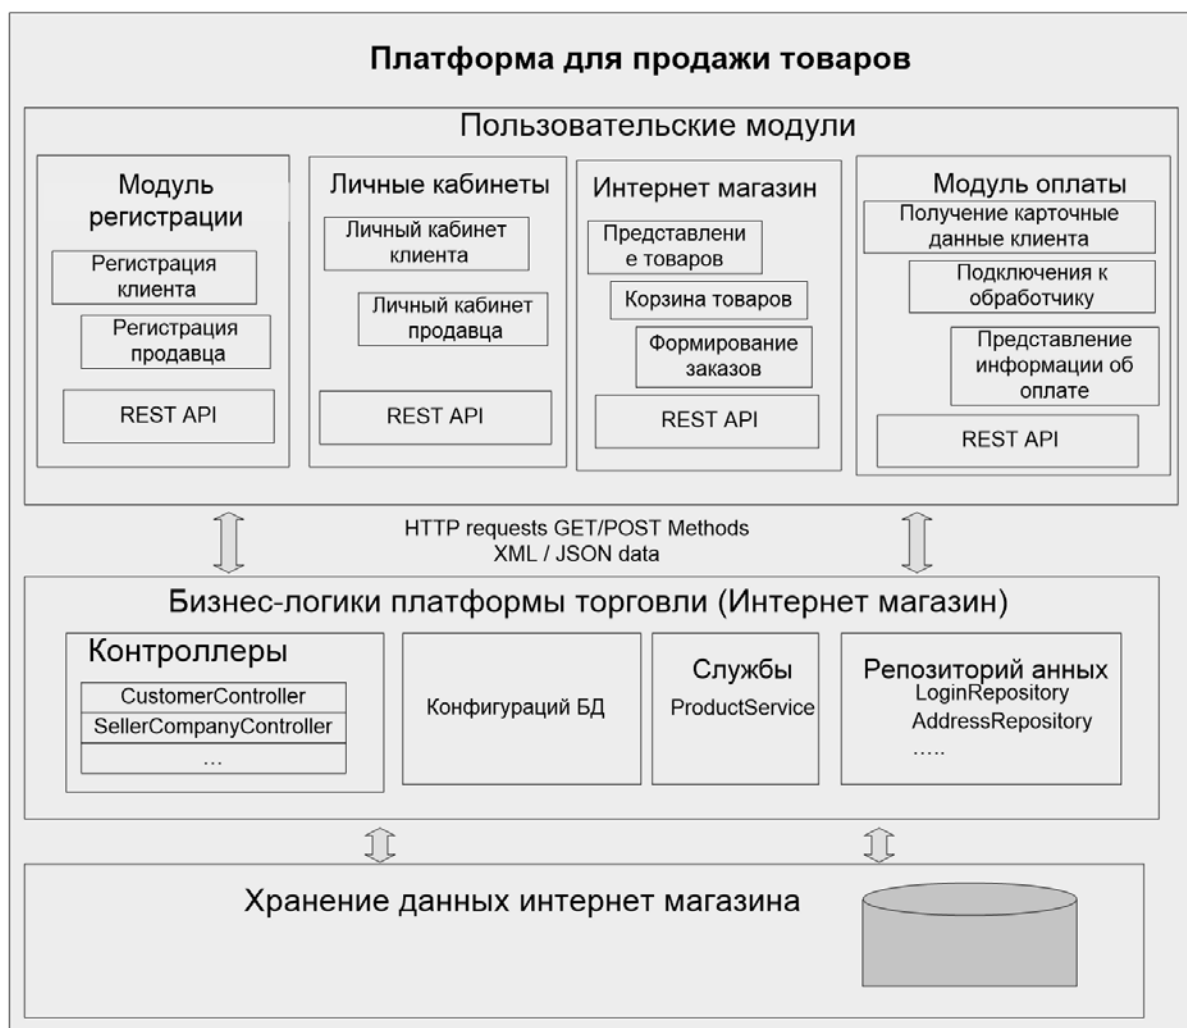 Платформа для продажи товаров
Пользовательские модули
Модуль
регистрации
Регистрация
клиента
Регистрация
продавца
REST API
Личные кабинеты
Личный кабинет
клиента
Личный кабинет
продавца
REST API
Интернет магазин
Представлени
е товаров
Корзина товаров
Формирование
заказов
REST API
Модуль оплаты
Получение карточные
данные клиента
Подключения к
обработчику
Представление
информации об
оплате
REST API
HTTP requests GET/POST Methods
XML / JSON data
Бизнес-логики платформы торговли (Интернет магазин)
Контроллеры
CustomerController
SellerCompanyController
...
Конфигураций БД
Службы
ProductService
Репозиторий анных
LoginRepository
AddressRepository
.....
Хранение данных интернет магазина